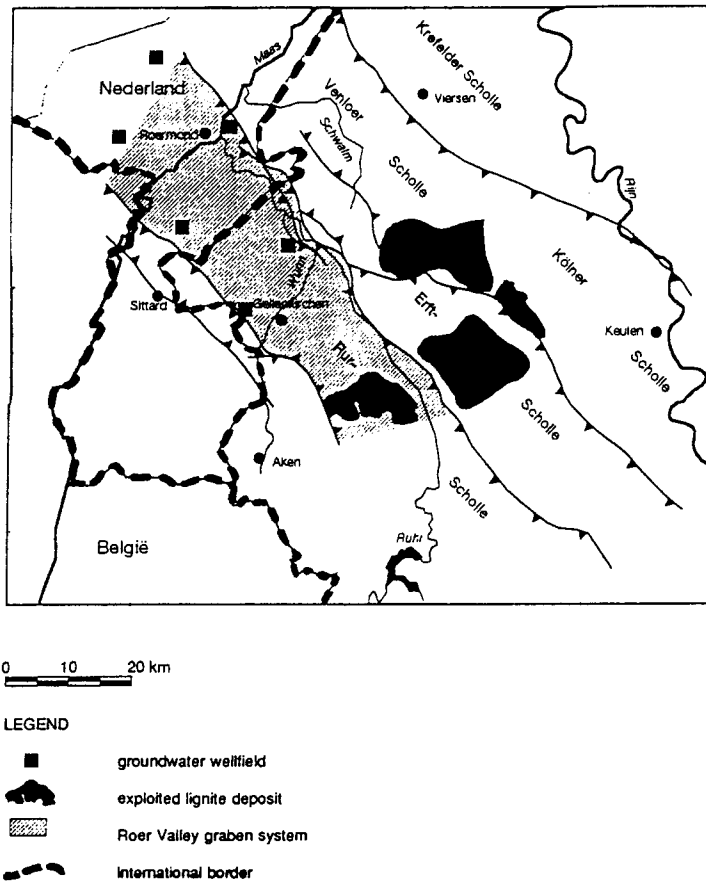 Krefelder Scholle
Maas
Nederland
Venloer
Viersen
Roermond
Schwalm
Scholle
Rijn
Kölner
Wurm
Sittard
Geilenkirchen
Erft-
Keulen
Scholle
Rur-
Scholle
Aken
Scholle
België
Ruhr
0 10 20 km
LEGEND
groundwater wellfield
exploited lignite deposit
Roer Valley graben system
International border